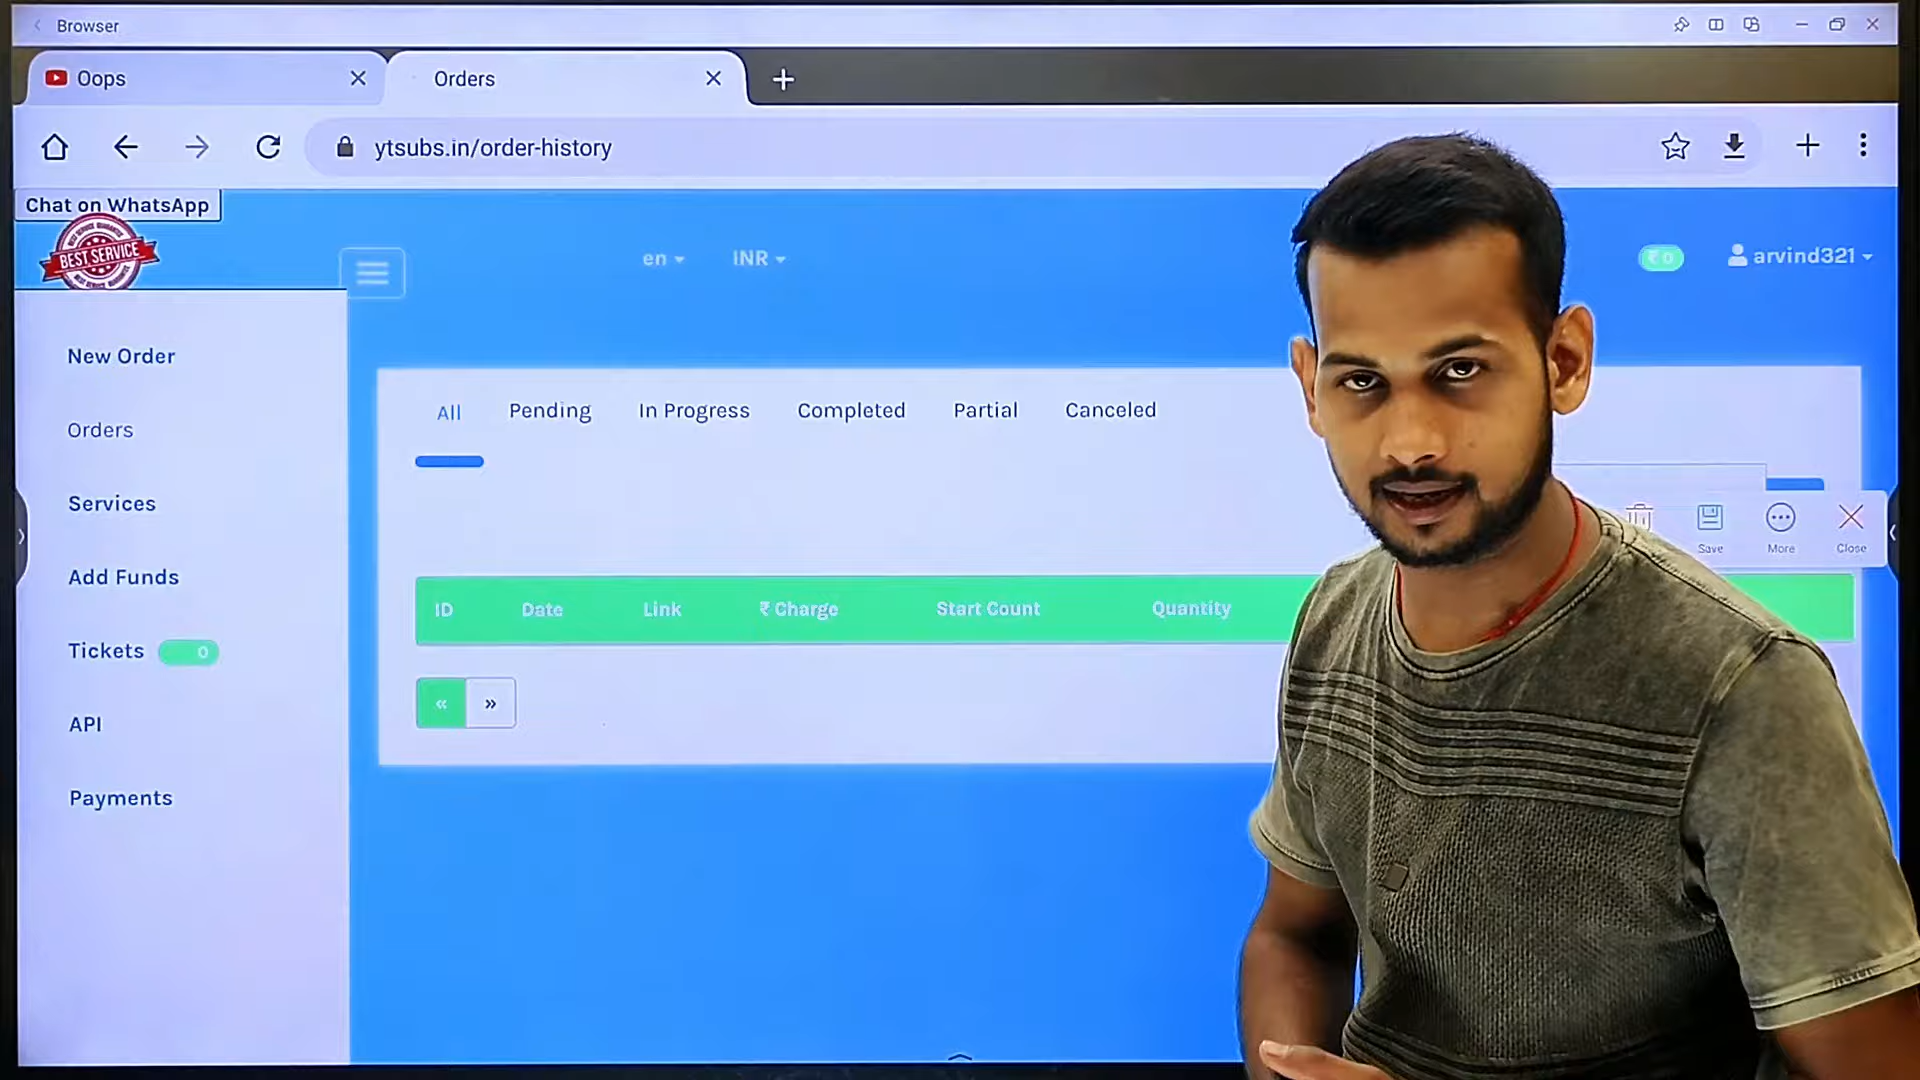 Browser
Oops
Orders
ytsubs.in/order-history
Chat on WhatsApp
BEST SERVICE
en
INR
₹ 0
arvind321
New Order
Orders
Services
Add Funds
Tickets 0
API
Payments
All Pending In Progress Completed Partial Canceled
Save More Close
ID Date Link ₹ Charge Start Count Quantity
« »